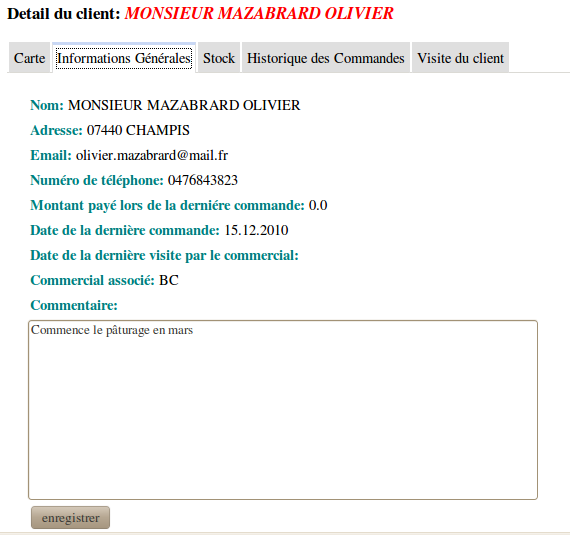 Detail du client: MONSIEUR MAZABRARD OLIVIER
Carte Informations Générales Stock Historique des Commandes Visite du client
Nom: MONSIEUR MAZABRARD OLIVIER
Adresse: 07440 CHAMPIS
Email: olivier.mazabrard@mail.fr
Numéro de téléphone: 0476843823
Montant payé lors de la derniére commande: 0.0
Date de la dernière commande: 15.12.2010
Date de la dernière visite par le commercial:
Commercial associé: BC
Commentaire:
Commence le pâturage en mars
enregistrer